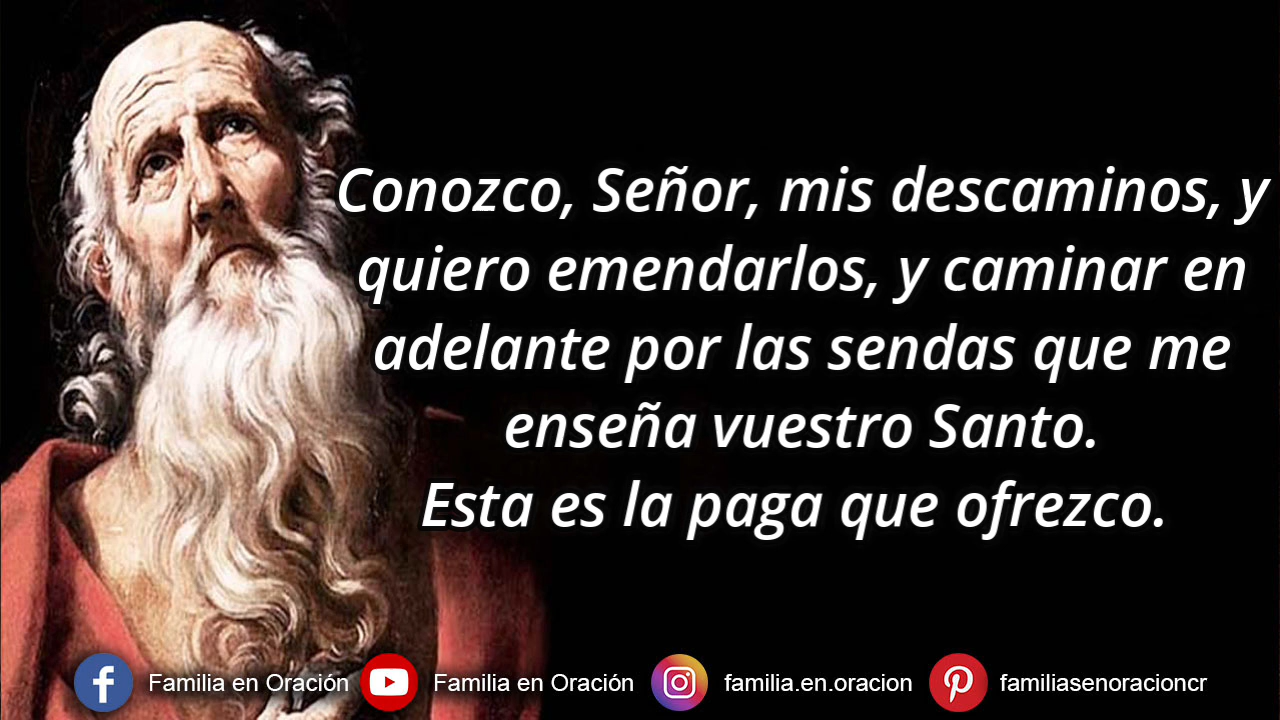 Conozco, Señor, mis descaminos, y
quiero emendarlos, y caminar en
adelante por las sendas que me
enseña vuestro Santo.
Esta es la paga que ofrezco.
Familia en Oración Familia en Oración familia.en.oracion familiasenoracioncr